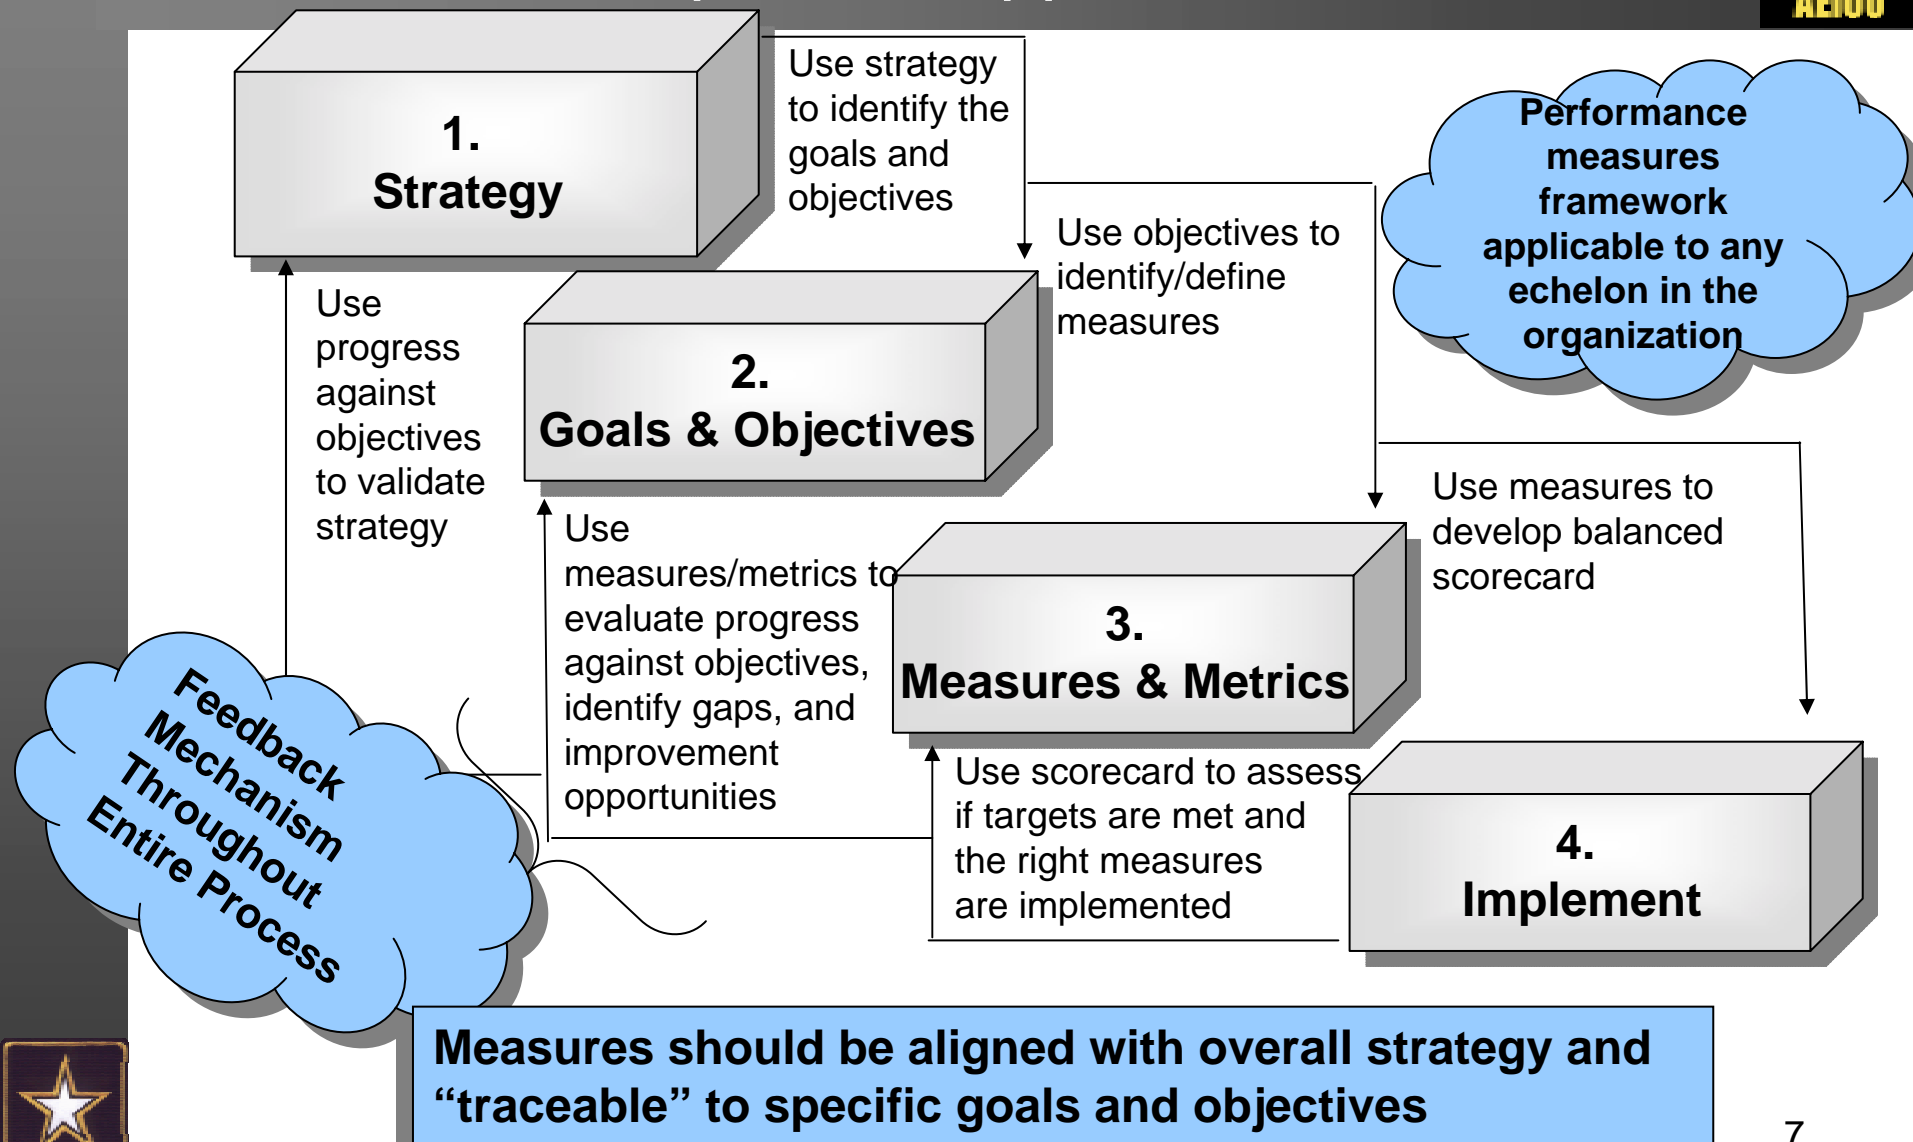 1.
Strategy
Use strategy
to identify the
goals and
objectives
Performance
measures
framework
applicable to any
echelon in the
organization
Use objectives to
identify/define
measures
Use
progress
against
objectives
to validate
strategy
2.
Goals & Objectives
Use measures to
develop balanced
scorecard
Use
measures/metrics to
evaluate progress
against objectives,
identify gaps, and
improvement
opportunities
3.
Measures & Metrics
Feedback
Mechanism
Throughout
Entire Process
Use scorecard to assess
if targets are met and
the right measures
are implemented
4.
Implement
Measures should be aligned with overall strategy and
“traceable” to specific goals and objectives
7